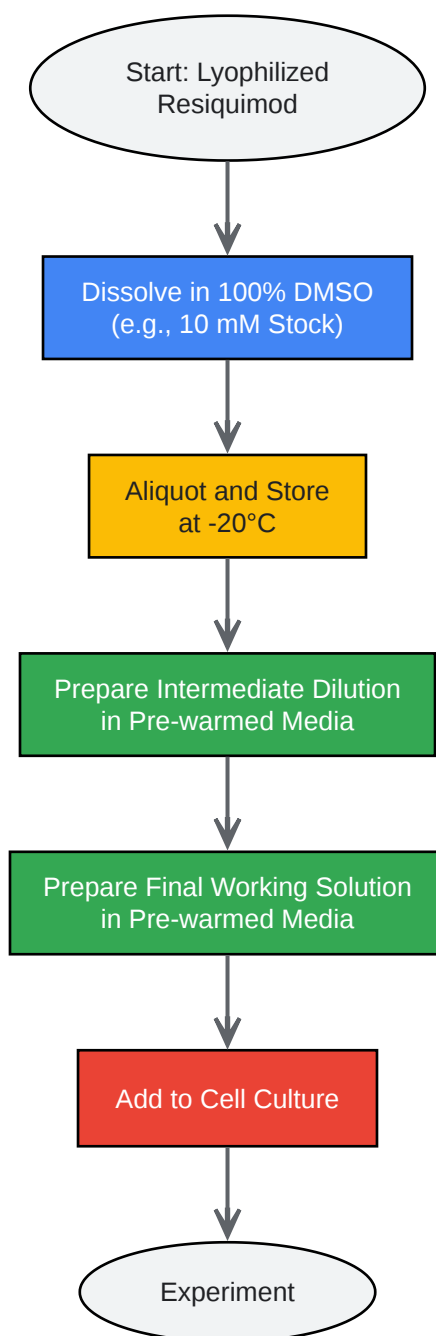 Start: Lyophilized
Resiquimod
Dissolve in 100% DMSO
(e.g., 10 mM Stock)
Aliquot and Store
at -20°C
Prepare Intermediate Dilution
in Pre-warmed Media
Prepare Final Working Solution
in Pre-warmed Media
Add to Cell Culture
Experiment